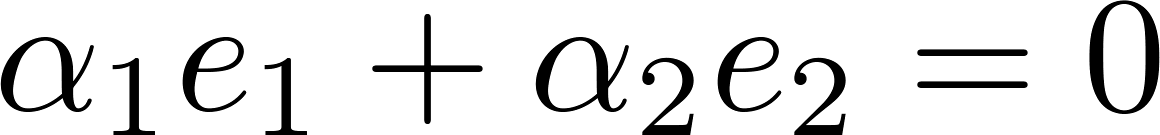 α₁e₁ + α₂e₂ = 0